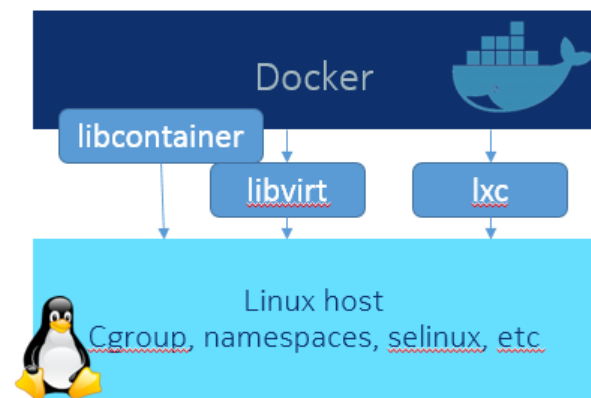 Docker
libcontainer
libvirt
lxc
Linux host
Cgroup, namespaces, selinux, etc